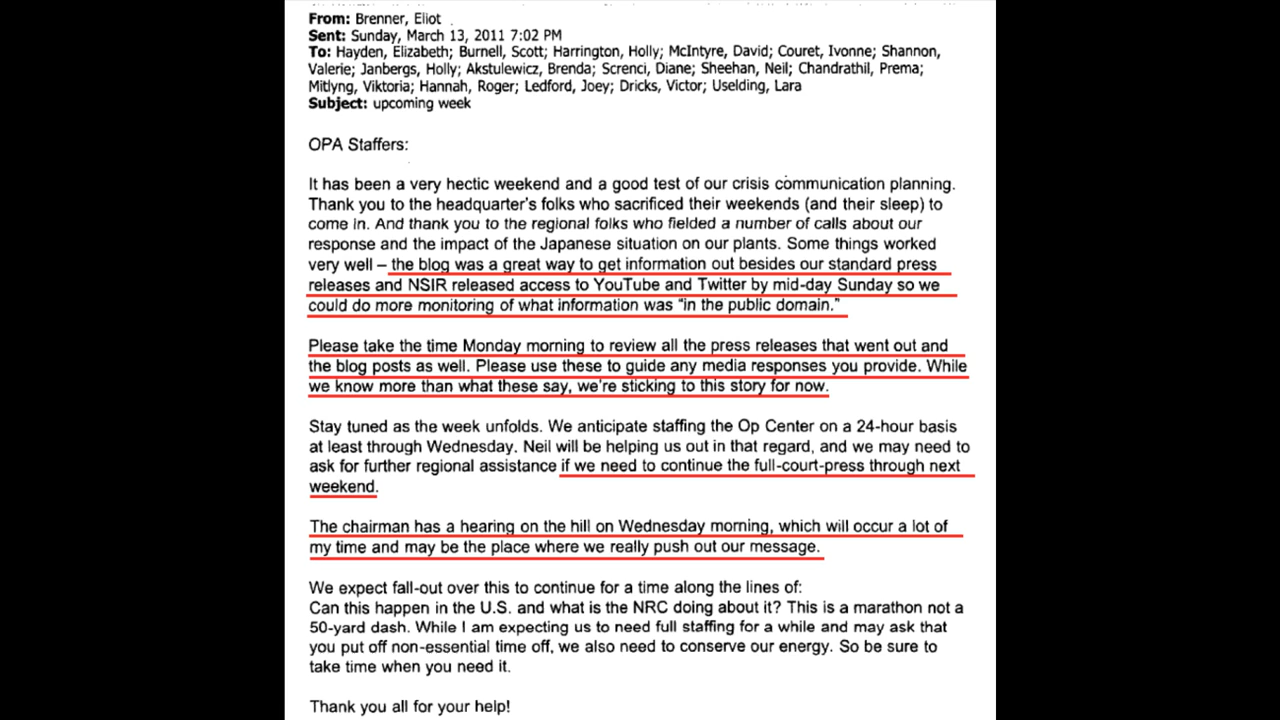 From: Brenner, Eliot
Sent: Sunday, March 13, 2011 7:02 PM
To: Hayden, Elizabeth; Burnell, Scott; Harrington, Holly; McIntyre, David; Couret, Ivonne; Shannon,
Valerie; Janbergs, Holly; Akstulewicz, Brenda; Screnci, Diane; Sheehan, Neil; Chandrathil, Prema;
Mitlyng, Viktoria; Hannah, Roger; Ledford, Joey; Dricks, Victor; Uselding, Lara
Subject: upcoming week
OPA Staffers:
It has been a very hectic weekend and a good test of our crisis communication planning.
Thank you to the headquarter's folks who sacrificed their weekends (and their sleep) to
come in. And thank you to the regional folks who fielded a number of calls about our
response and the impact of the Japanese situation on our plants. Some things worked
very well – the blog was a great way to get information out besides our standard press
releases and NSIR released access to YouTube and Twitter by mid-day Sunday so we
could do more monitoring of what information was "in the public domain."
Please take the time Monday morning to review all the press releases that went out and
the blog posts as well. Please use these to guide any media responses you provide. While
we know more than what these say, we're sticking to this story for now.
Stay tuned as the week unfolds. We anticipate staffing the Op Center on a 24-hour basis
at least through Wednesday. Neil will be helping us out in that regard, and we may need to
ask for further regional assistance if we need to continue the full-court-press through next
weekend.
The chairman has a hearing on the hill on Wednesday morning, which will occur a lot of
my time and may be the place where we really push out our message.
We expect fall-out over this to continue for a time along the lines of:
Can this happen in the U.S. and what is the NRC doing about it? This is a marathon not a
50-yard dash. While I am expecting us to need full staffing for a while and may ask that
you put off non-essential time off, we also need to conserve our energy. So be sure to
take time when you need it.
Thank you all for your help!